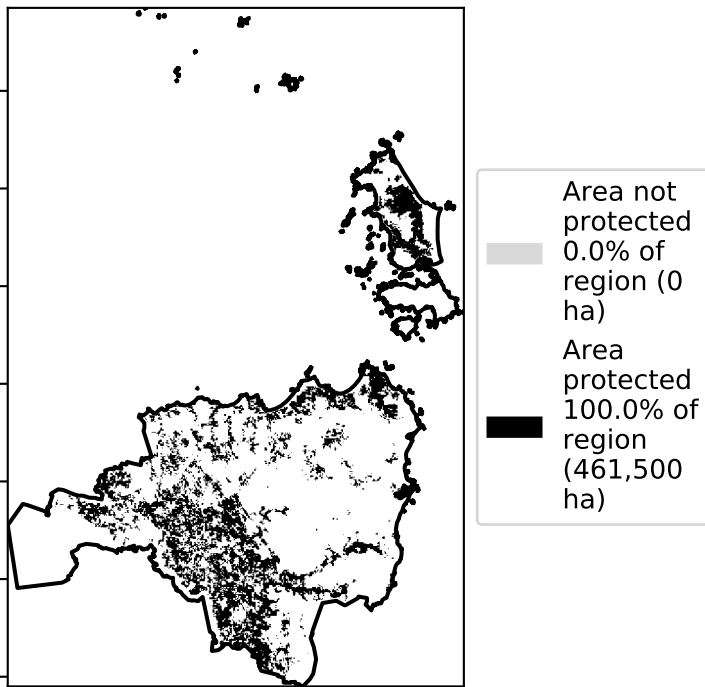 Area not
protected
0.0% of
region (0
ha)
Area
protected
100.0% of
region
(461,500
ha)